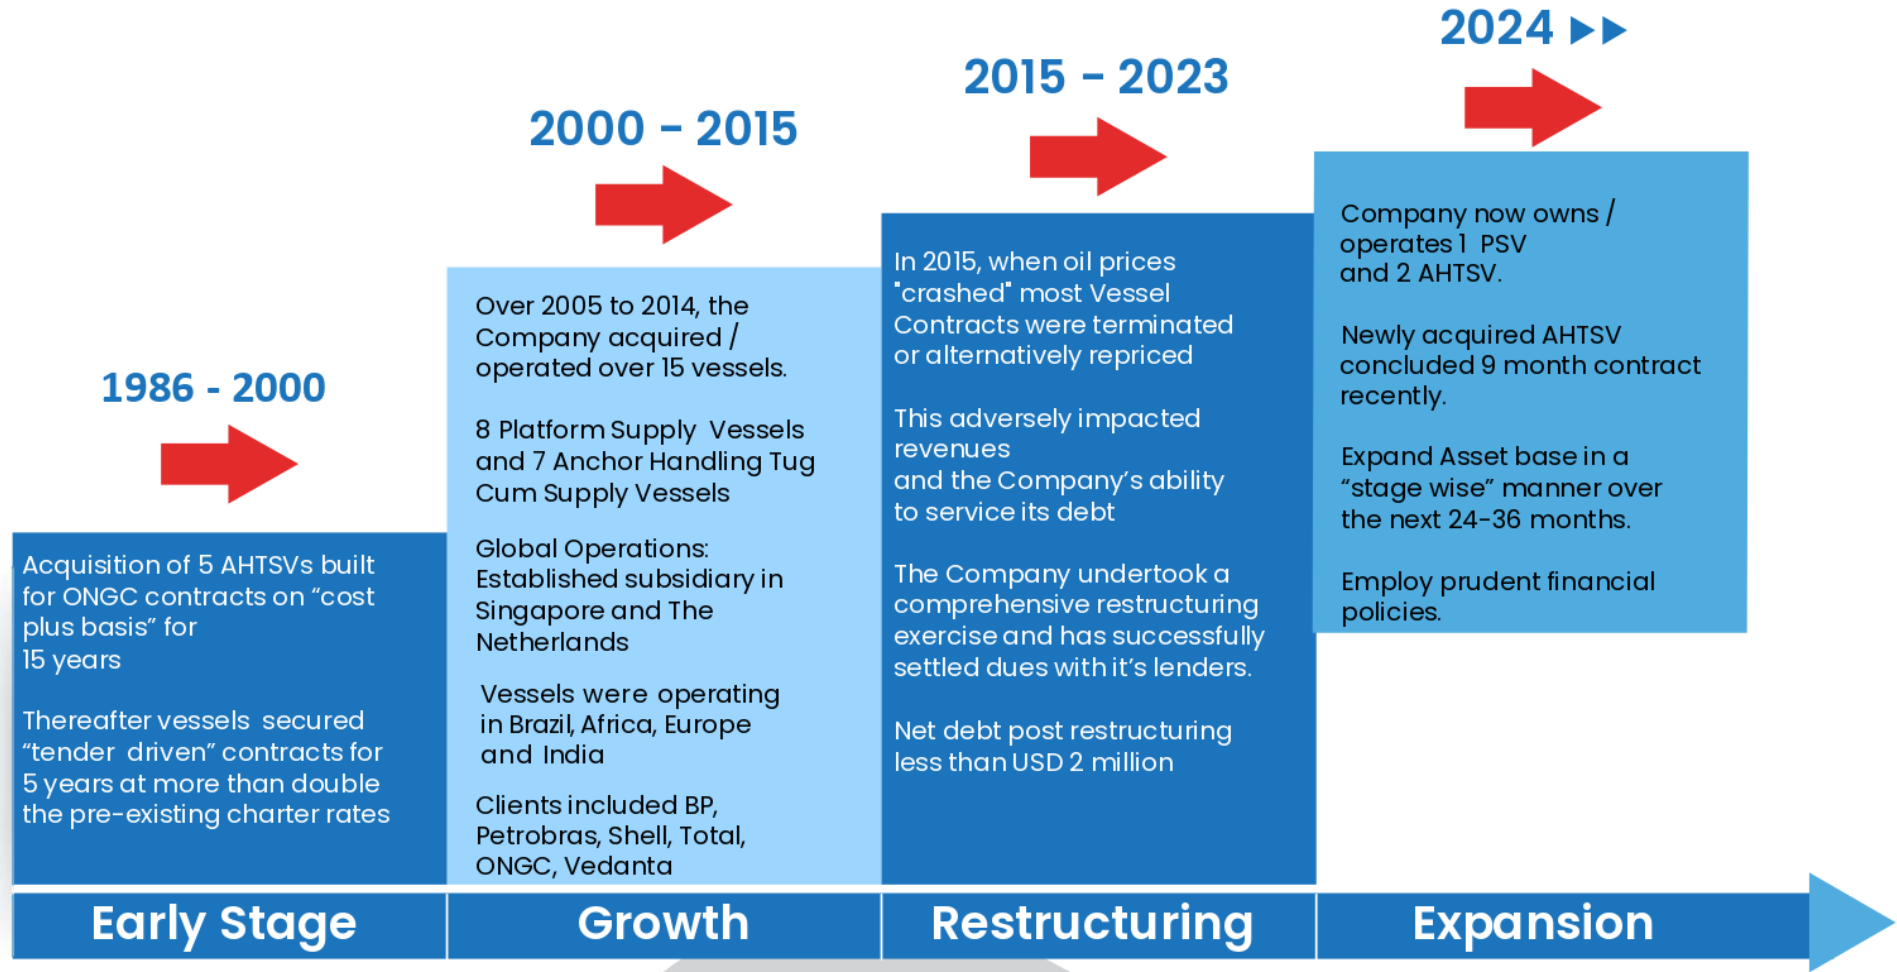 1986 - 2000
Acquisition of 5 AHTSVs built
for ONGC contracts on “cost
plus basis” for
15 years
Thereafter vessels secured
“tender driven” contracts for
5 years at more than double
the pre-existing charter rates
Early Stage
2000 - 2015
Over 2005 to 2014, the
Company acquired /
operated over 15 vessels.
8 Platform Supply Vessels
and 7 Anchor Handling Tug
Cum Supply Vessels
Global Operations:
Established subsidiary in
Singapore and The
Netherlands
Vessels were operating
in Brazil, Africa, Europe
and India
Clients included BP,
Petrobras, Shell, Total,
ONGC, Vedanta
Growth
2015 - 2023
In 2015, when oil prices
"crashed" most Vessel
Contracts were terminated
or alternatively repriced
This adversely impacted
revenues
and the Company’s ability
to service its debt
The Company undertook a
comprehensive restructuring
exercise and has successfully
settled dues with it’s lenders.
Net debt post restructuring
less than USD 2 million
Restructuring
2024
Company now owns /
operates 1 PSV
and 2 AHTSV.
Newly acquired AHTSV
concluded 9 month contract
recently.
Expand Asset base in a
“stage wise” manner over
the next 24-36 months.
Employ prudent financial
policies.
Expansion